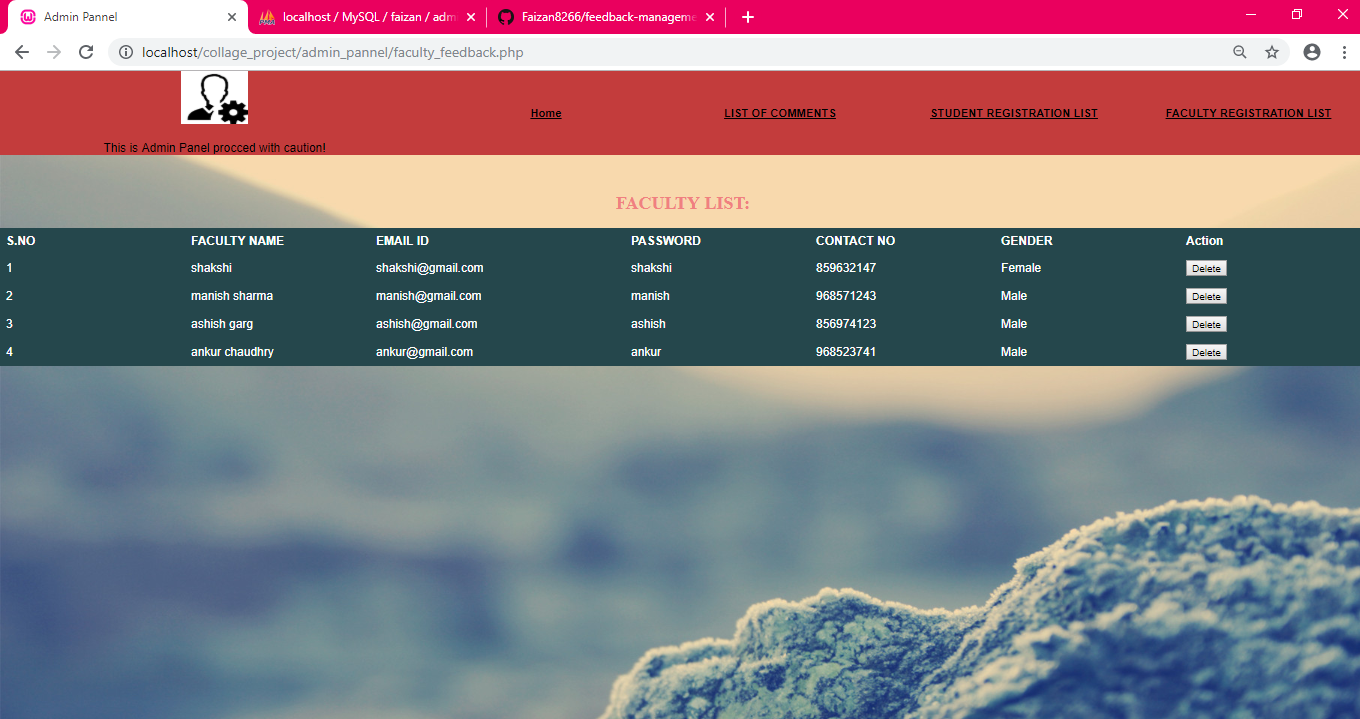 Admin Pannel
localhost / MySQL / faizan / adm
Faizan8266/feedback-manageme
localhost/collage_project/admin_pannel/faculty_feedback.php
Home
LIST OF COMMENTS
STUDENT REGISTRATION LIST
FACULTY REGISTRATION LIST
This is Admin Panel procced with caution!
FACULTY LIST:
S.NO FACULTY NAME EMAIL ID PASSWORD CONTACT NO GENDER Action
1 shakshi shakshi@gmail.com shakshi 859632147 Female Delete
2 manish sharma manish@gmail.com manish 968571243 Male Delete
3 ashish garg ashish@gmail.com ashish 856974123 Male Delete
4 ankur chaudhry ankur@gmail.com ankur 968523741 Male Delete